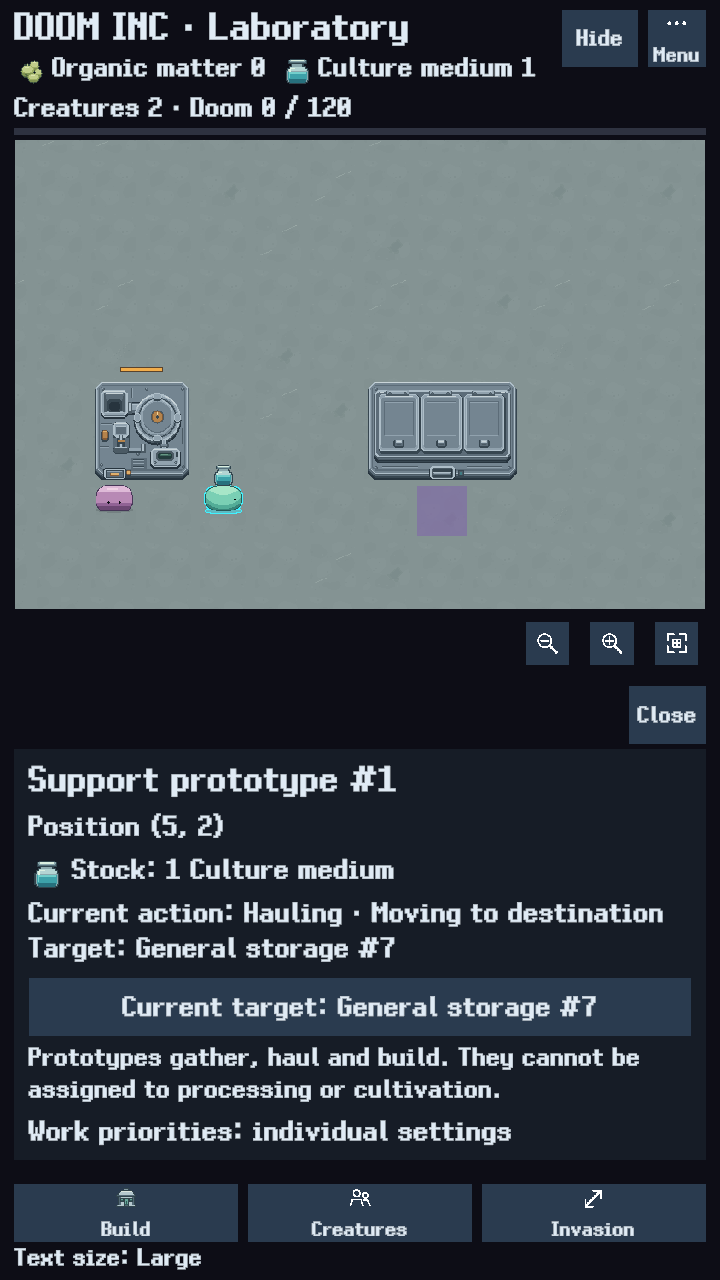 DOOM INC · Laboratory
Organic matter 0 Culture medium 1
Creatures 2 · Doom 0 / 120
Hide
Menu
Close
Support prototype #1
Position (5, 2)
Stock: 1 Culture medium
Current action: Hauling · Moving to destination
Target: General storage #7
Current target: General storage #7
Prototypes gather, haul and build. They cannot be
assigned to processing or cultivation.
Work priorities: individual settings
Build
Creatures
Invasion
Text size: Large